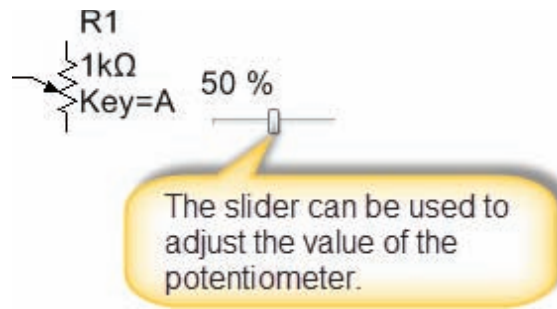 R1
1kΩ
Key=A
50 %
The slider can be used to
adjust the value of the
potentiometer.